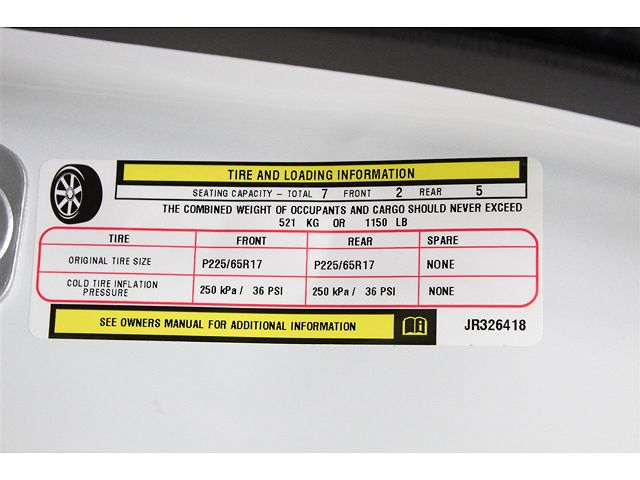 TIRE AND LOADING INFORMATION
SEATING CAPACITY - TOTAL 7 FRONT 2 REAR 5
THE COMBINED WEIGHT OF OCCUPANTS AND CARGO SHOULD NEVER EXCEED
521 KG OR 1150 LB
TIRE FRONT REAR SPARE
ORIGINAL TIRE SIZE P225/65R17 P225/65R17 NONE
COLD TIRE INFLATION
PRESSURE 250 kPa / 36 PSI 250 kPa / 36 PSI NONE
SEE OWNERS MANUAL FOR ADDITIONAL INFORMATION JR326418